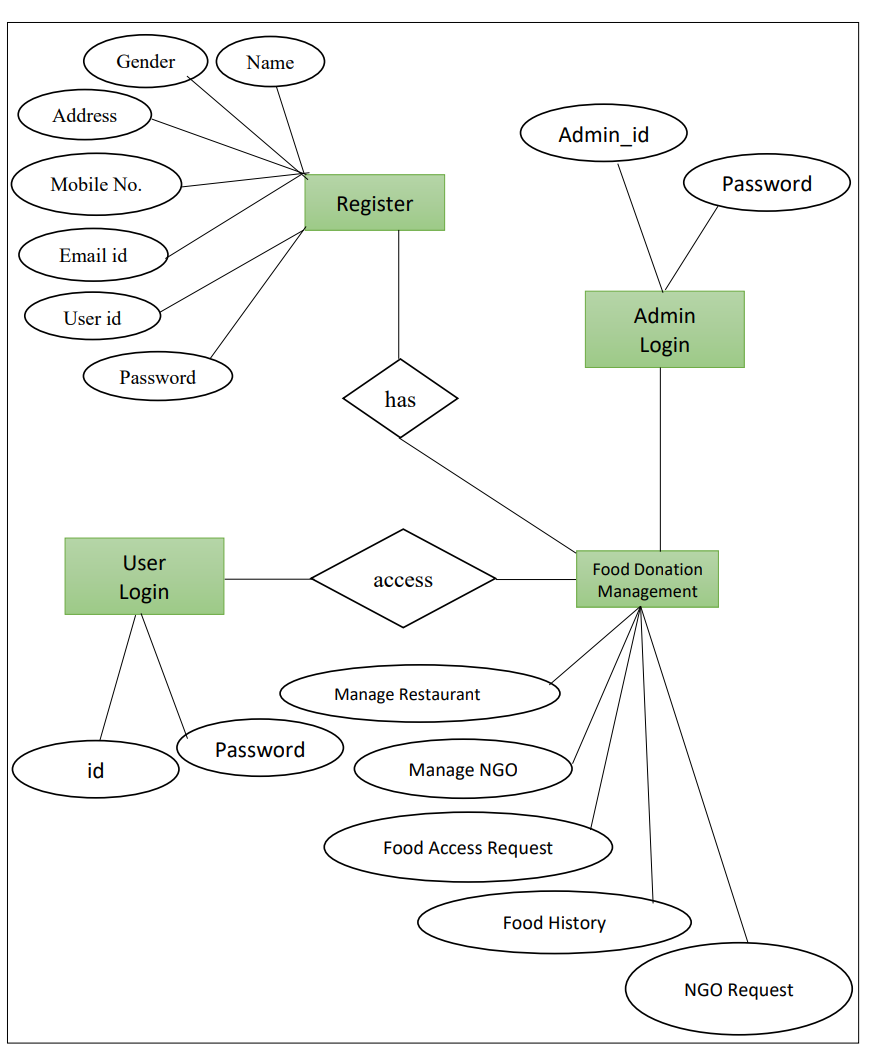 Gender
Name
Address
Admin_id
Mobile No.
Password
Register
Email id
User id
Admin
Login
Password
has
User
Login
access
Food Donation
Management
Manage Restaurant
Password
id
Manage NGO
Food Access Request
Food History
NGO Request